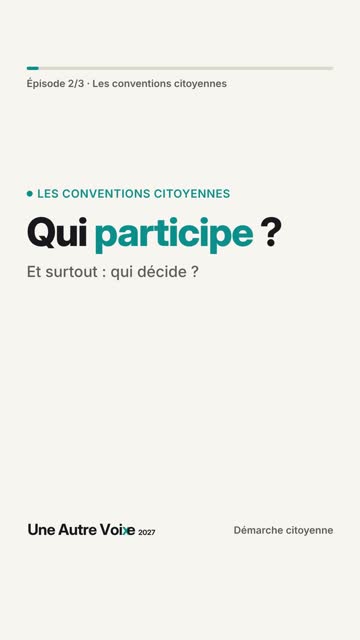 Épisode 2/3 · Les conventions citoyennes
• LES CONVENTIONS CITOYENNES
Qui participe ?
Et surtout : qui décide ?
Une Autre Voixe 2027
Démarche citoyenne